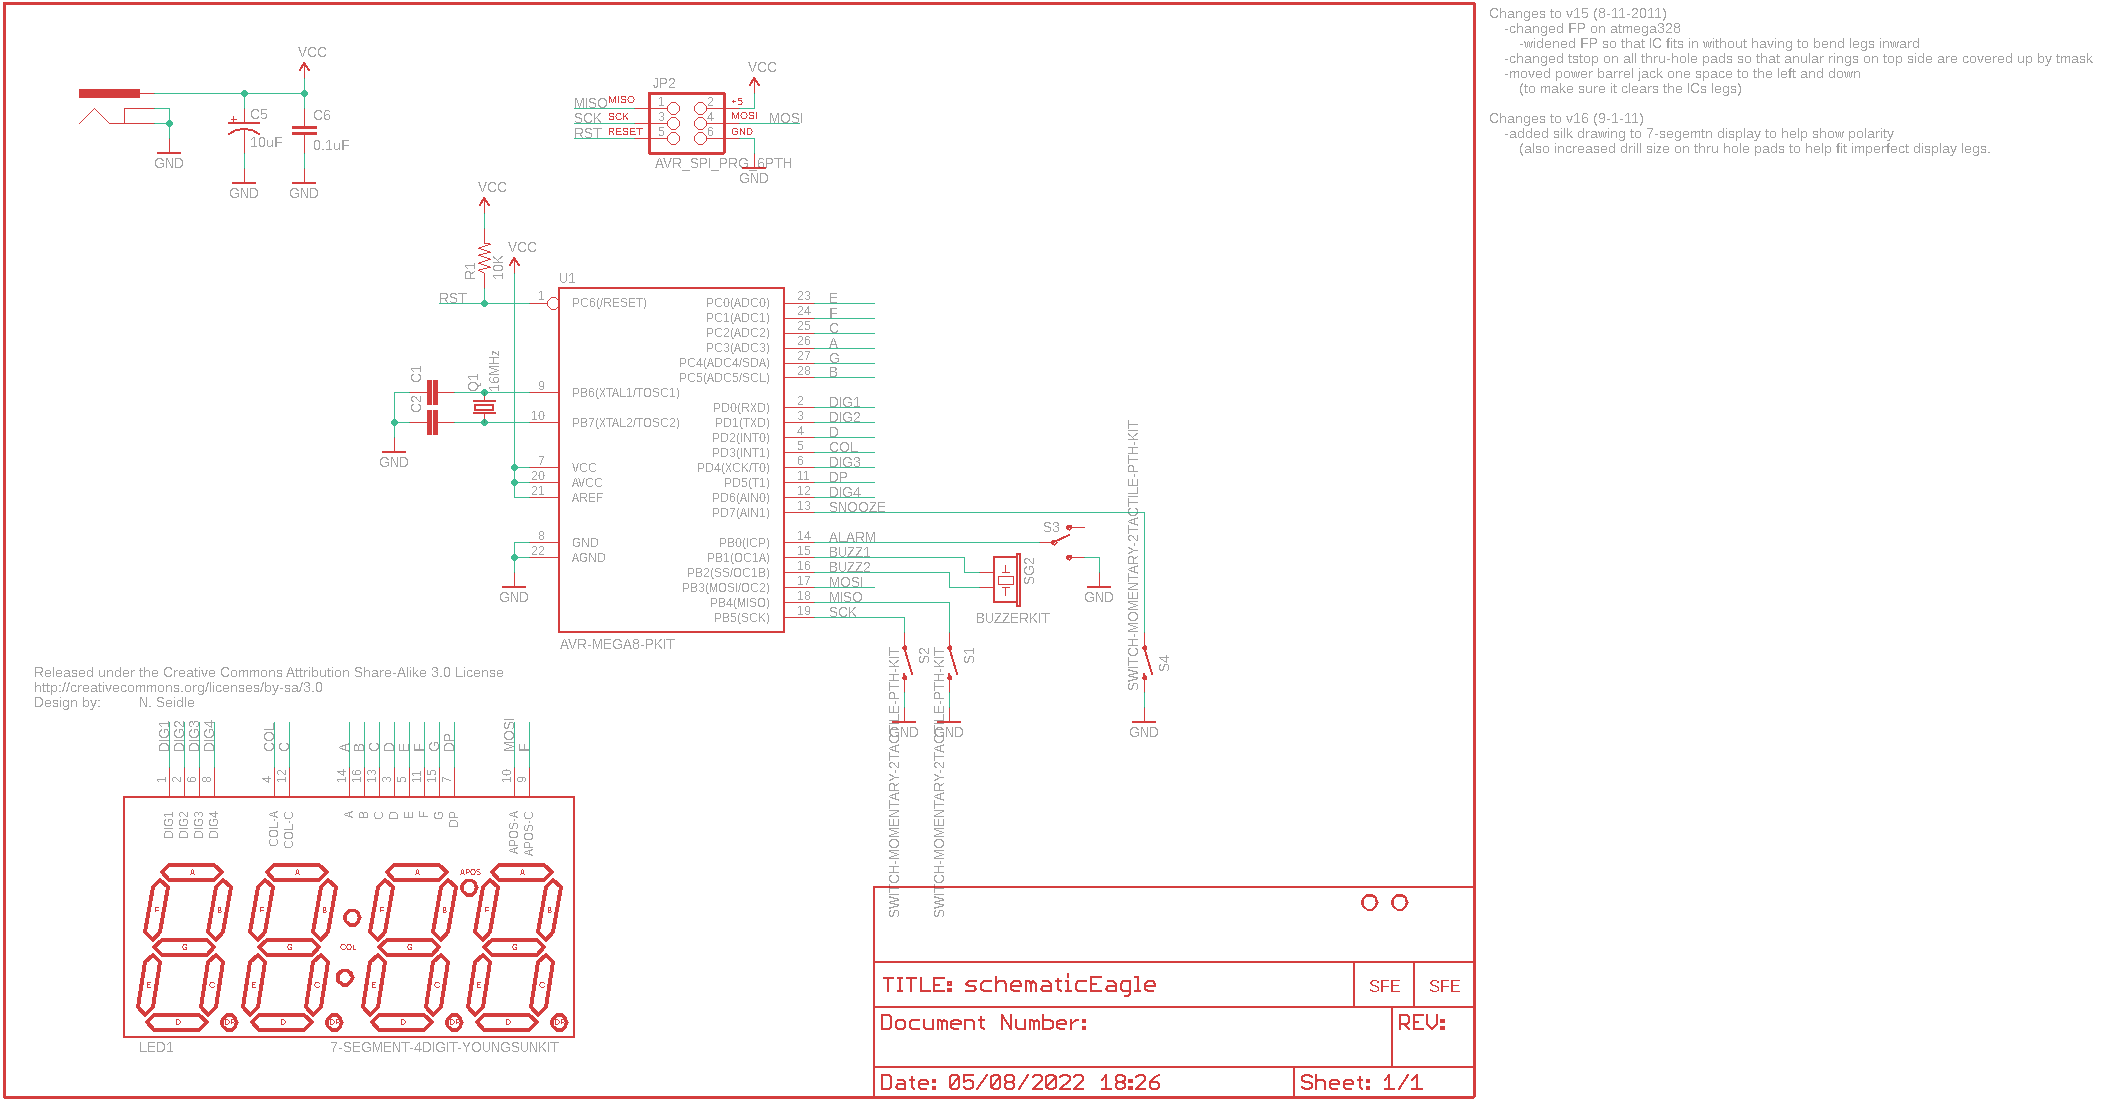 Changes to v15 (8-11-2011)
-changed FP on atmega328
-widened FP so that IC fits in without having to bend legs inward
-changed tstop on all thru-hole pads so that anular rings on top side are covered up by tmask
-moved power barrel jack one space to the left and down
(to make sure it clears the ICs legs)
Changes to v16 (9-1-11)
-added silk drawing to 7-segemtn display to help show polarity
(also increased drill size on thru hole pads to help fit imperfect display legs.
VCC
+
C5
10uF
C6
0.1uF
GND
GND
GND
JP2
VCC
MISO MISO 1 2 +5
SCK SCK 3 4 MOSI MOSI
RST RESET 5 6 GND
AVR_SPI_PRG_6PTH
GND
VCC
R1
10K
VCC
RST
U1
1 PC6(/RESET)
C1
C2
Q1
16MHz
GND
9 PB6(XTAL1/TOSC1)
10 PB7(XTAL2/TOSC2)
7 VCC
20 AVCC
21 AREF
8 GND
22 AGND
GND
PC0(ADC0) 23 E
PC1(ADC1) 24 F
PC2(ADC2) 25 C
PC3(ADC3) 26 A
PC4(ADC4/SDA) 27 G
PC5(ADC5/SCL) 28 B
PD0(RXD) 2 DIG1
PD1(TXD) 3 DIG2
PD2(INT0) 4 D
PD3(INT1) 5 COL
PD4(XCK/T0) 6 DIG3
PD5(T1) 11 DP
PD6(AIN0) 12 DIG4
PD7(AIN1) 13 SNOOZE
PB0(ICP) 14 ALARM
PB1(OC1A) 15 BUZZ1
PB2(SS/OC1B) 16 BUZZ2
PB3(MOSI/OC2) 17 MOSI
PB4(MISO) 18 MISO
PB5(SCK) 19 SCK
AVR-MEGA8-PKIT
S3
GND
SG2
BUZZERKIT
SWITCH-MOMENTARY-2TACTILE-PTH-KIT
S4
GND
SWITCH-MOMENTARY-2TACTILE-PTH-KIT
S2
GND
SWITCH-MOMENTARY-2TACTILE-PTH-KIT
S1
GND
Released under the Creative Commons Attribution Share-Alike 3.0 License
http://creativecommons.org/licenses/by-sa/3.0
Design by: N. Seidle
DIG1 DIG2 DIG3 DIG4 COL C A B C D E F G DP MOSI F
1 2 6 8 4 12 14 16 13 3 5 11 15 7 10 9
DIG1 DIG2 DIG3 DIG4 COL-A COL-C A B C D E F G DP APOS-A APOS-C
A A A APOS A
F B F B F B F B
G G COL G G
E C E C E C E C
D DP D DP D DP D DP
LED1
7-SEGMENT-4DIGIT-YOUNGSUNKIT
TITLE: schematicEagle
SFE
SFE
Document Number:
REV:
Date: 05/08/2022 18:26
Sheet: 1/1